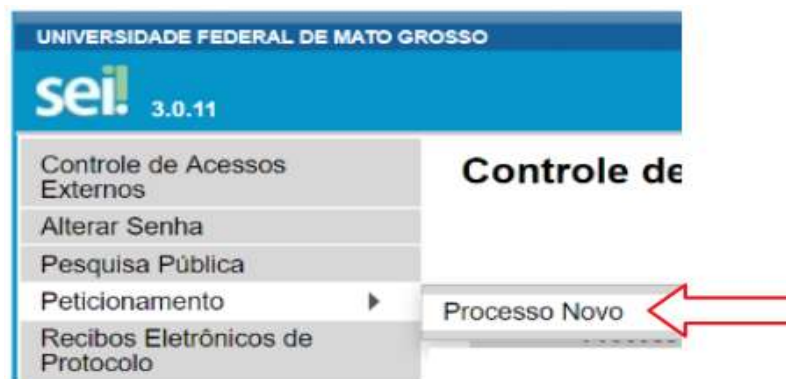 UNIVERSIDADE FEDERAL DE MATO GROSSO
sei! 3.0.11
Controle de Acessos
Externos
Alterar Senha
Pesquisa Pública
Peticionamento
Recibos Eletrônicos de
Protocolo
Controle de
Processo Novo